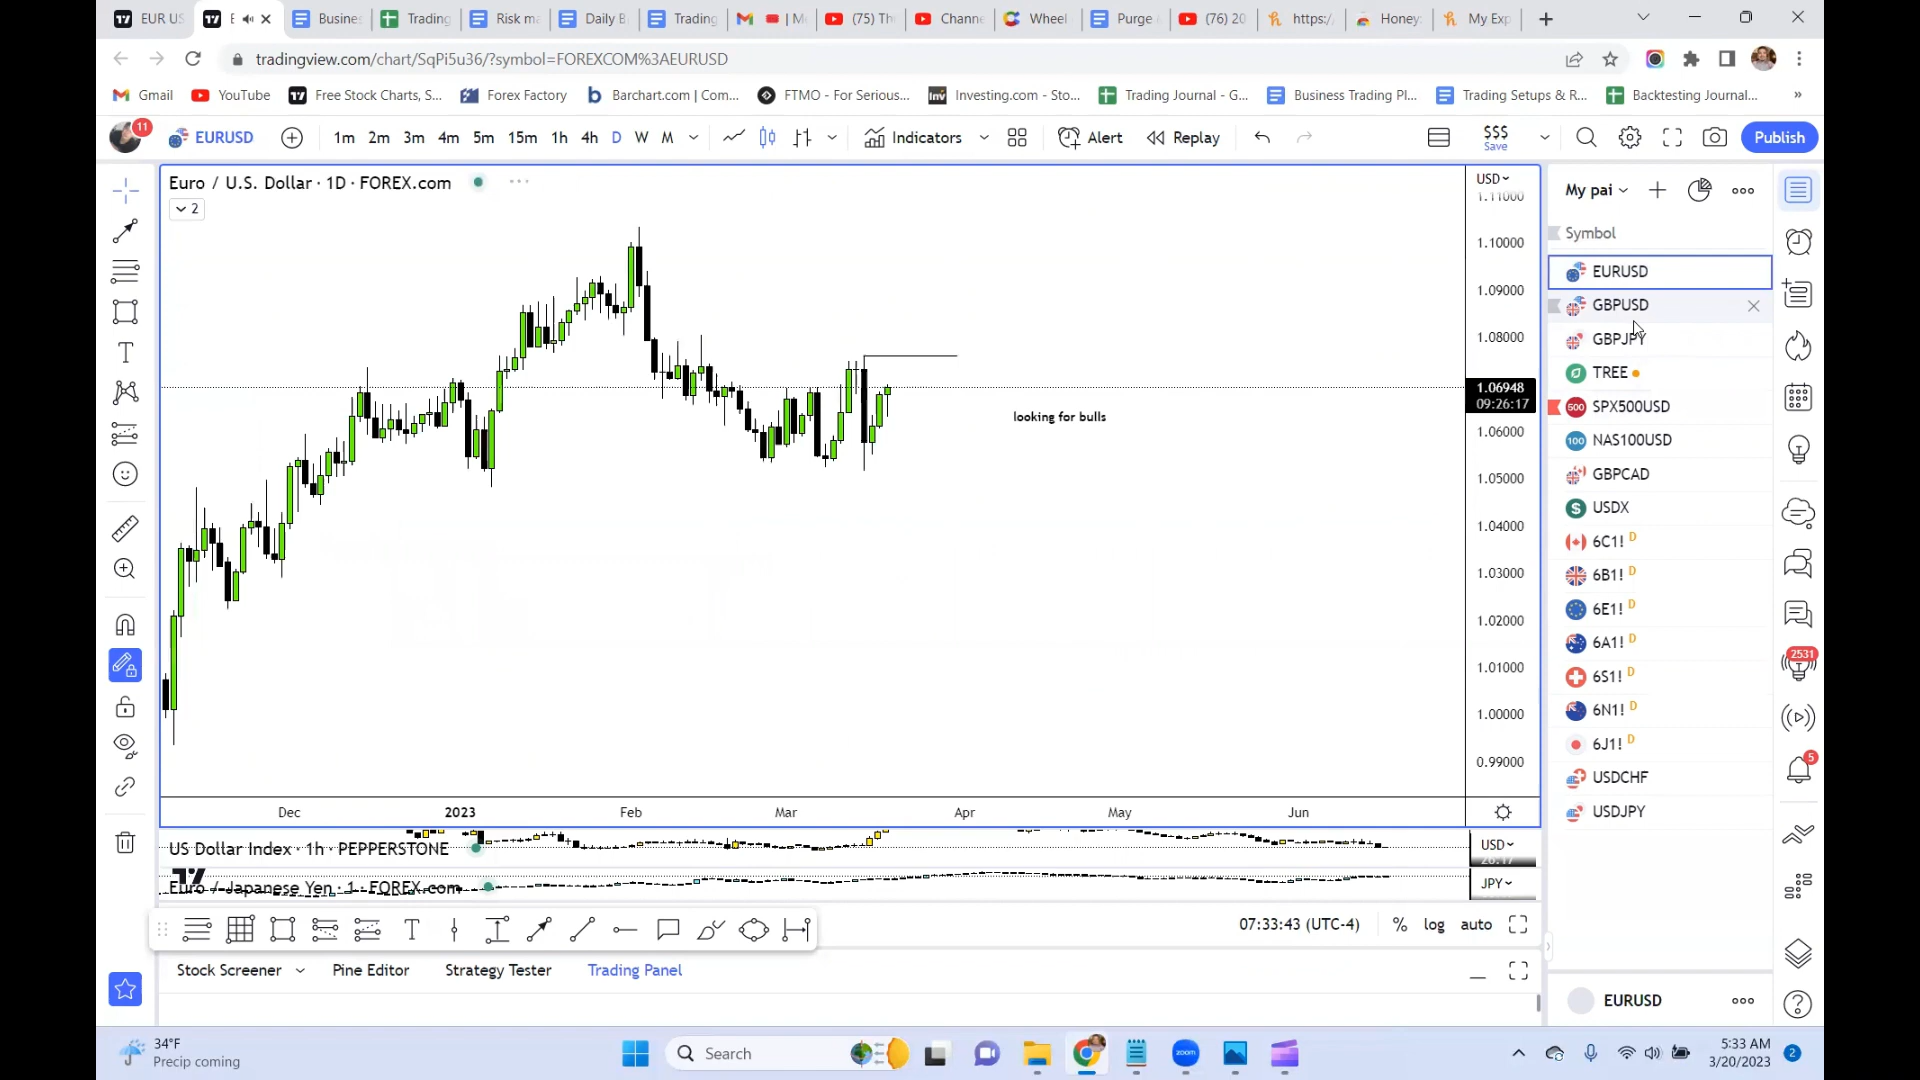 EUR US
E
Busine:
Trading
Risk ma
Daily B
Trading
M
(75) Th
Channe
Wheel
Purge
(76) 20
https:/
Honey:
My Exp
tradingview.com/chart/SqPi5u36/?symbol=FOREXCOM%3AEURUSD
Gmail
YouTube
Free Stock Charts, S...
Forex Factory
Barchart.com | Com...
FTMO - For Serious...
Investing.com - Sto...
Trading Journal - G...
Business Trading Pl...
Trading Setups & R...
Backtesting Journal...
»
11
EURUSD
1m 2m 3m 4m 5m 15m 1h 4h D W M
Indicators
Alert
Replay
$$$
Save
Publish
Euro / U.S. Dollar · 1D · FOREX.com
2
USD
1.11000
1.10000
1.09000
1.08000
1.06948
09:26:17
1.06000
1.05000
1.04000
1.03000
1.02000
1.01000
1.00000
0.99000
looking for bulls
Dec 2023 Feb Mar Apr May Jun
My pai
Symbol
EURUSD
GBPUSD
GBPJPY
TREE
SPX500USD
NAS100USD
GBPCAD
USDX
6C1! D
6B1! D
6E1! D
6A1! D
6S1! D
6N1! D
6J1! D
USDCHF
USDJPY
2531
5
US Dollar Index · 1h · PEPPERSTONE
USD
Euro / Japanese Yen · 1 · FOREX.com
JPY
07:33:43 (UTC-4)
% log auto
Stock Screener
Pine Editor
Strategy Tester
Trading Panel
EURUSD
34°F
Precip coming
Search
zoom
5:33 AM
3/20/2023
2